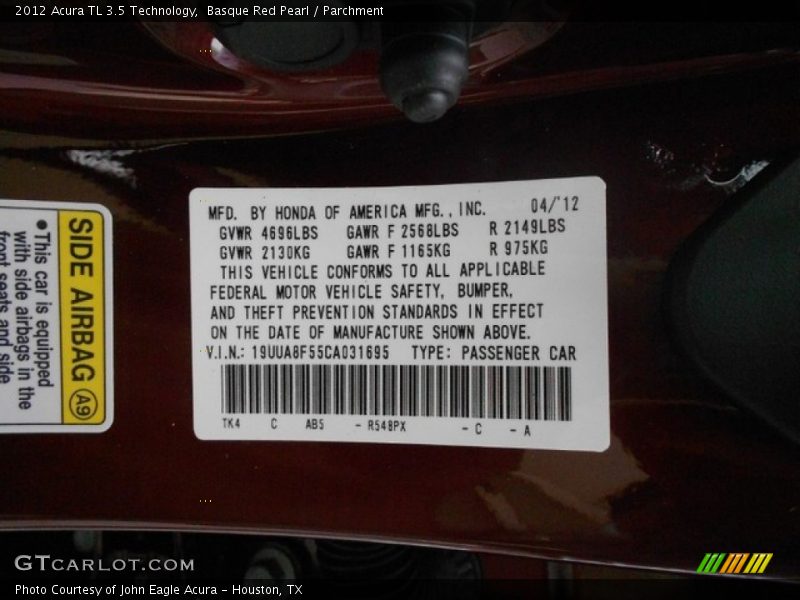 2012 Acura TL 3.5 Technology, Basque Red Pearl / Parchment
MFD. BY HONDA OF AMERICA MFG., INC. 04/'12
GVWR 4696LBS GAWR F 2568LBS R 2149LBS
GVWR 2130KG GAWR F 1165KG R 975KG
THIS VEHICLE CONFORMS TO ALL APPLICABLE
FEDERAL MOTOR VEHICLE SAFETY, BUMPER,
AND THEFT PREVENTION STANDARDS IN EFFECT
ON THE DATE OF MANUFACTURE SHOWN ABOVE.
V.I.N.: 19UUA8F55CA031695 TYPE: PASSENGER CAR
TK4 C AB5 - R548PX - C - A
SIDE AIRBAG A9
• This car is equipped
with side airbags in the
front seats and side
GTCARLOT.COM
Photo Courtesy of John Eagle Acura - Houston, TX